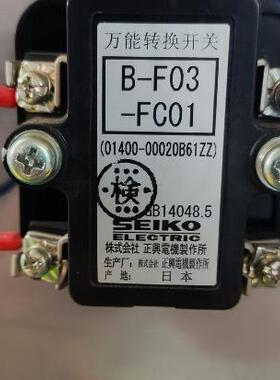 万能转换开关
B-F03
-FC01
(01400-00020B61ZZ)
検
GB14048.5
SEIKO
ELECTRIC
株式会社 正興電機製作所
生产厂: 株式会社 正興電機製作所
产 地: 日本